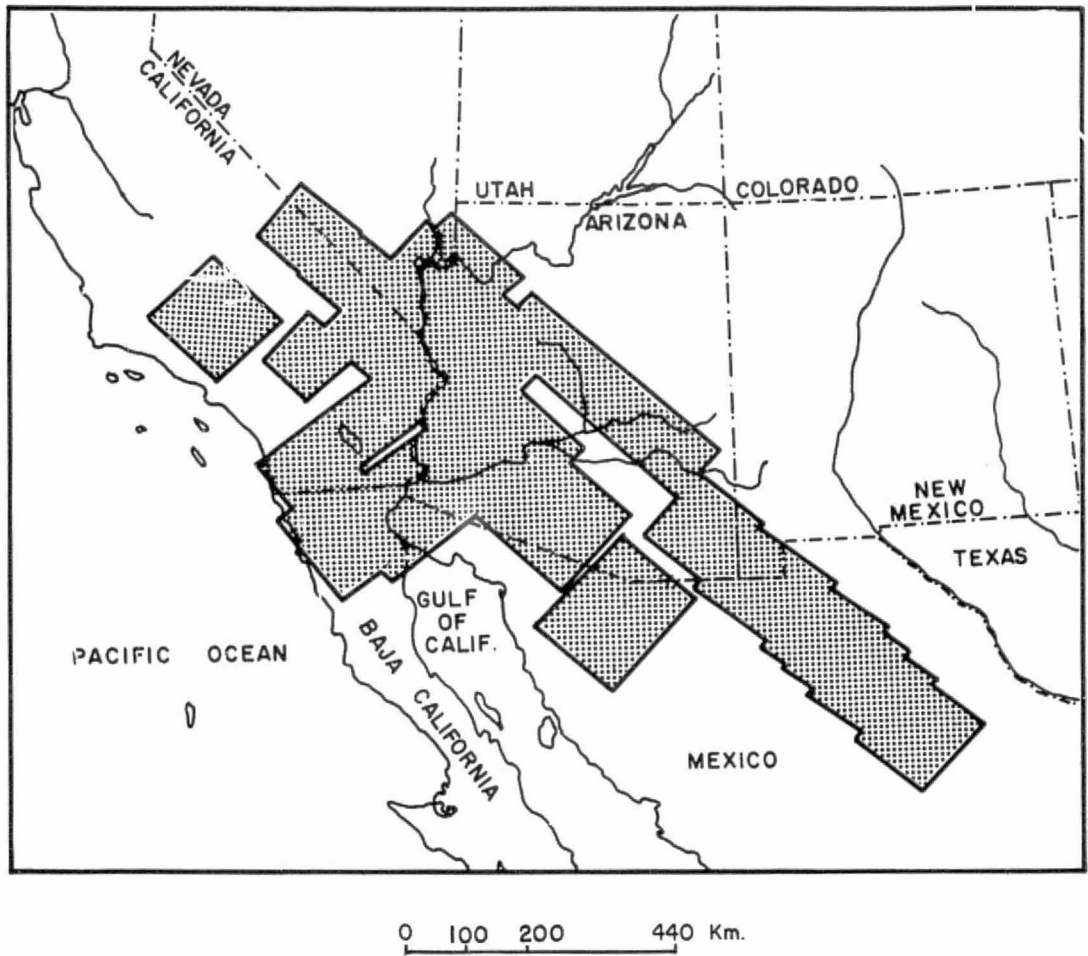 NEVADA
CALIFORNIA
UTAH
COLORADO
ARIZONA
NEW
MEXICO
TEXAS
GULF
OF
CALIF.
PACIFIC OCEAN
BAJA CALIFORNIA
MEXICO
0 100 200 440 Km.